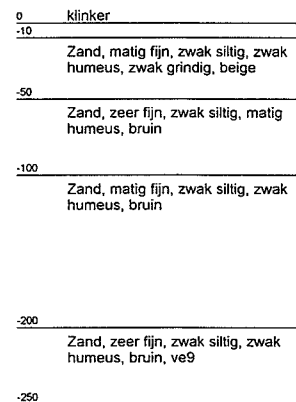 0 klinker
-10
Zand, matig fijn, zwak siltig, zwak
humeus, zwak grindig, beige
-50
Zand, zeer fijn, zwak siltig, matig
humeus, bruin
-100
Zand, matig fijn, zwak siltig, zwak
humeus, bruin
-200
Zand, zeer fijn, zwak siltig, zwak
humeus, bruin, ve9
-250